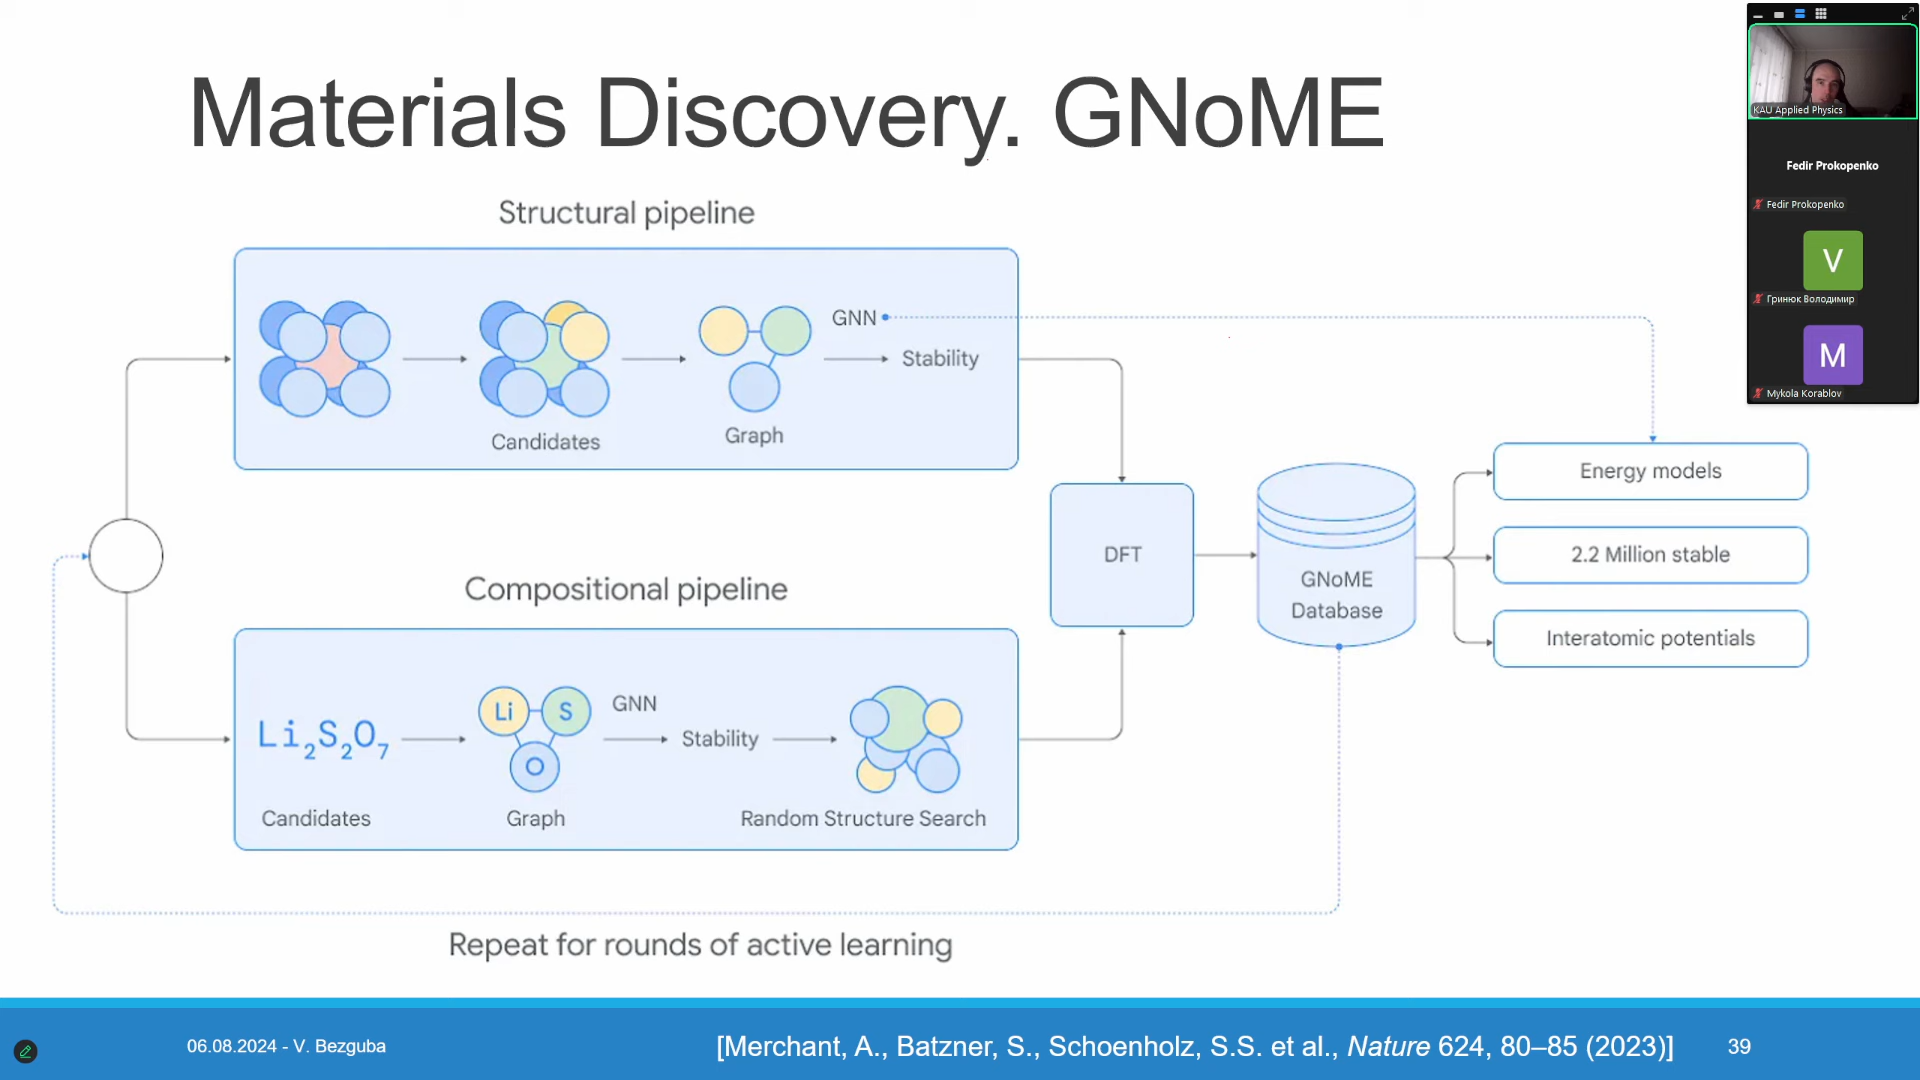 Materials Discovery. GNoME
Structural pipeline
GNN
Stability
Candidates
Graph
Compositional pipeline
Li2S2O7
Li
S
O
GNN
Stability
Candidates
Graph
Random Structure Search
DFT
GNoME
Database
Energy models
2.2 Million stable
Interatomic potentials
Repeat for rounds of active learning
06.08.2024 - V. Bezguba
[Merchant, A., Batzner, S., Schoenholz, S.S. et al., Nature 624, 80–85 (2023)]
39
KAU Applied Physics
Fedir Prokopenko
Fedir Prokopenko
V
Гринюк Володимир
M
Mykola Korablov